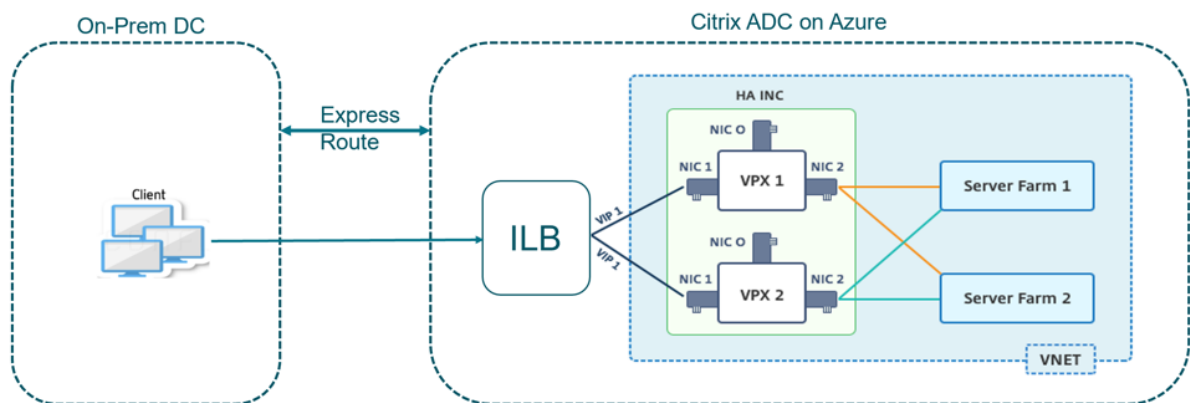 On-Prem DC
Citrix ADC on Azure
Express
Route
Client
ILB
VIP 1
VIP 1
HA INC
NIC O
NIC 1
VPX 1
NIC 2
NIC O
NIC 1
VPX 2
NIC 2
Server Farm 1
Server Farm 2
VNET